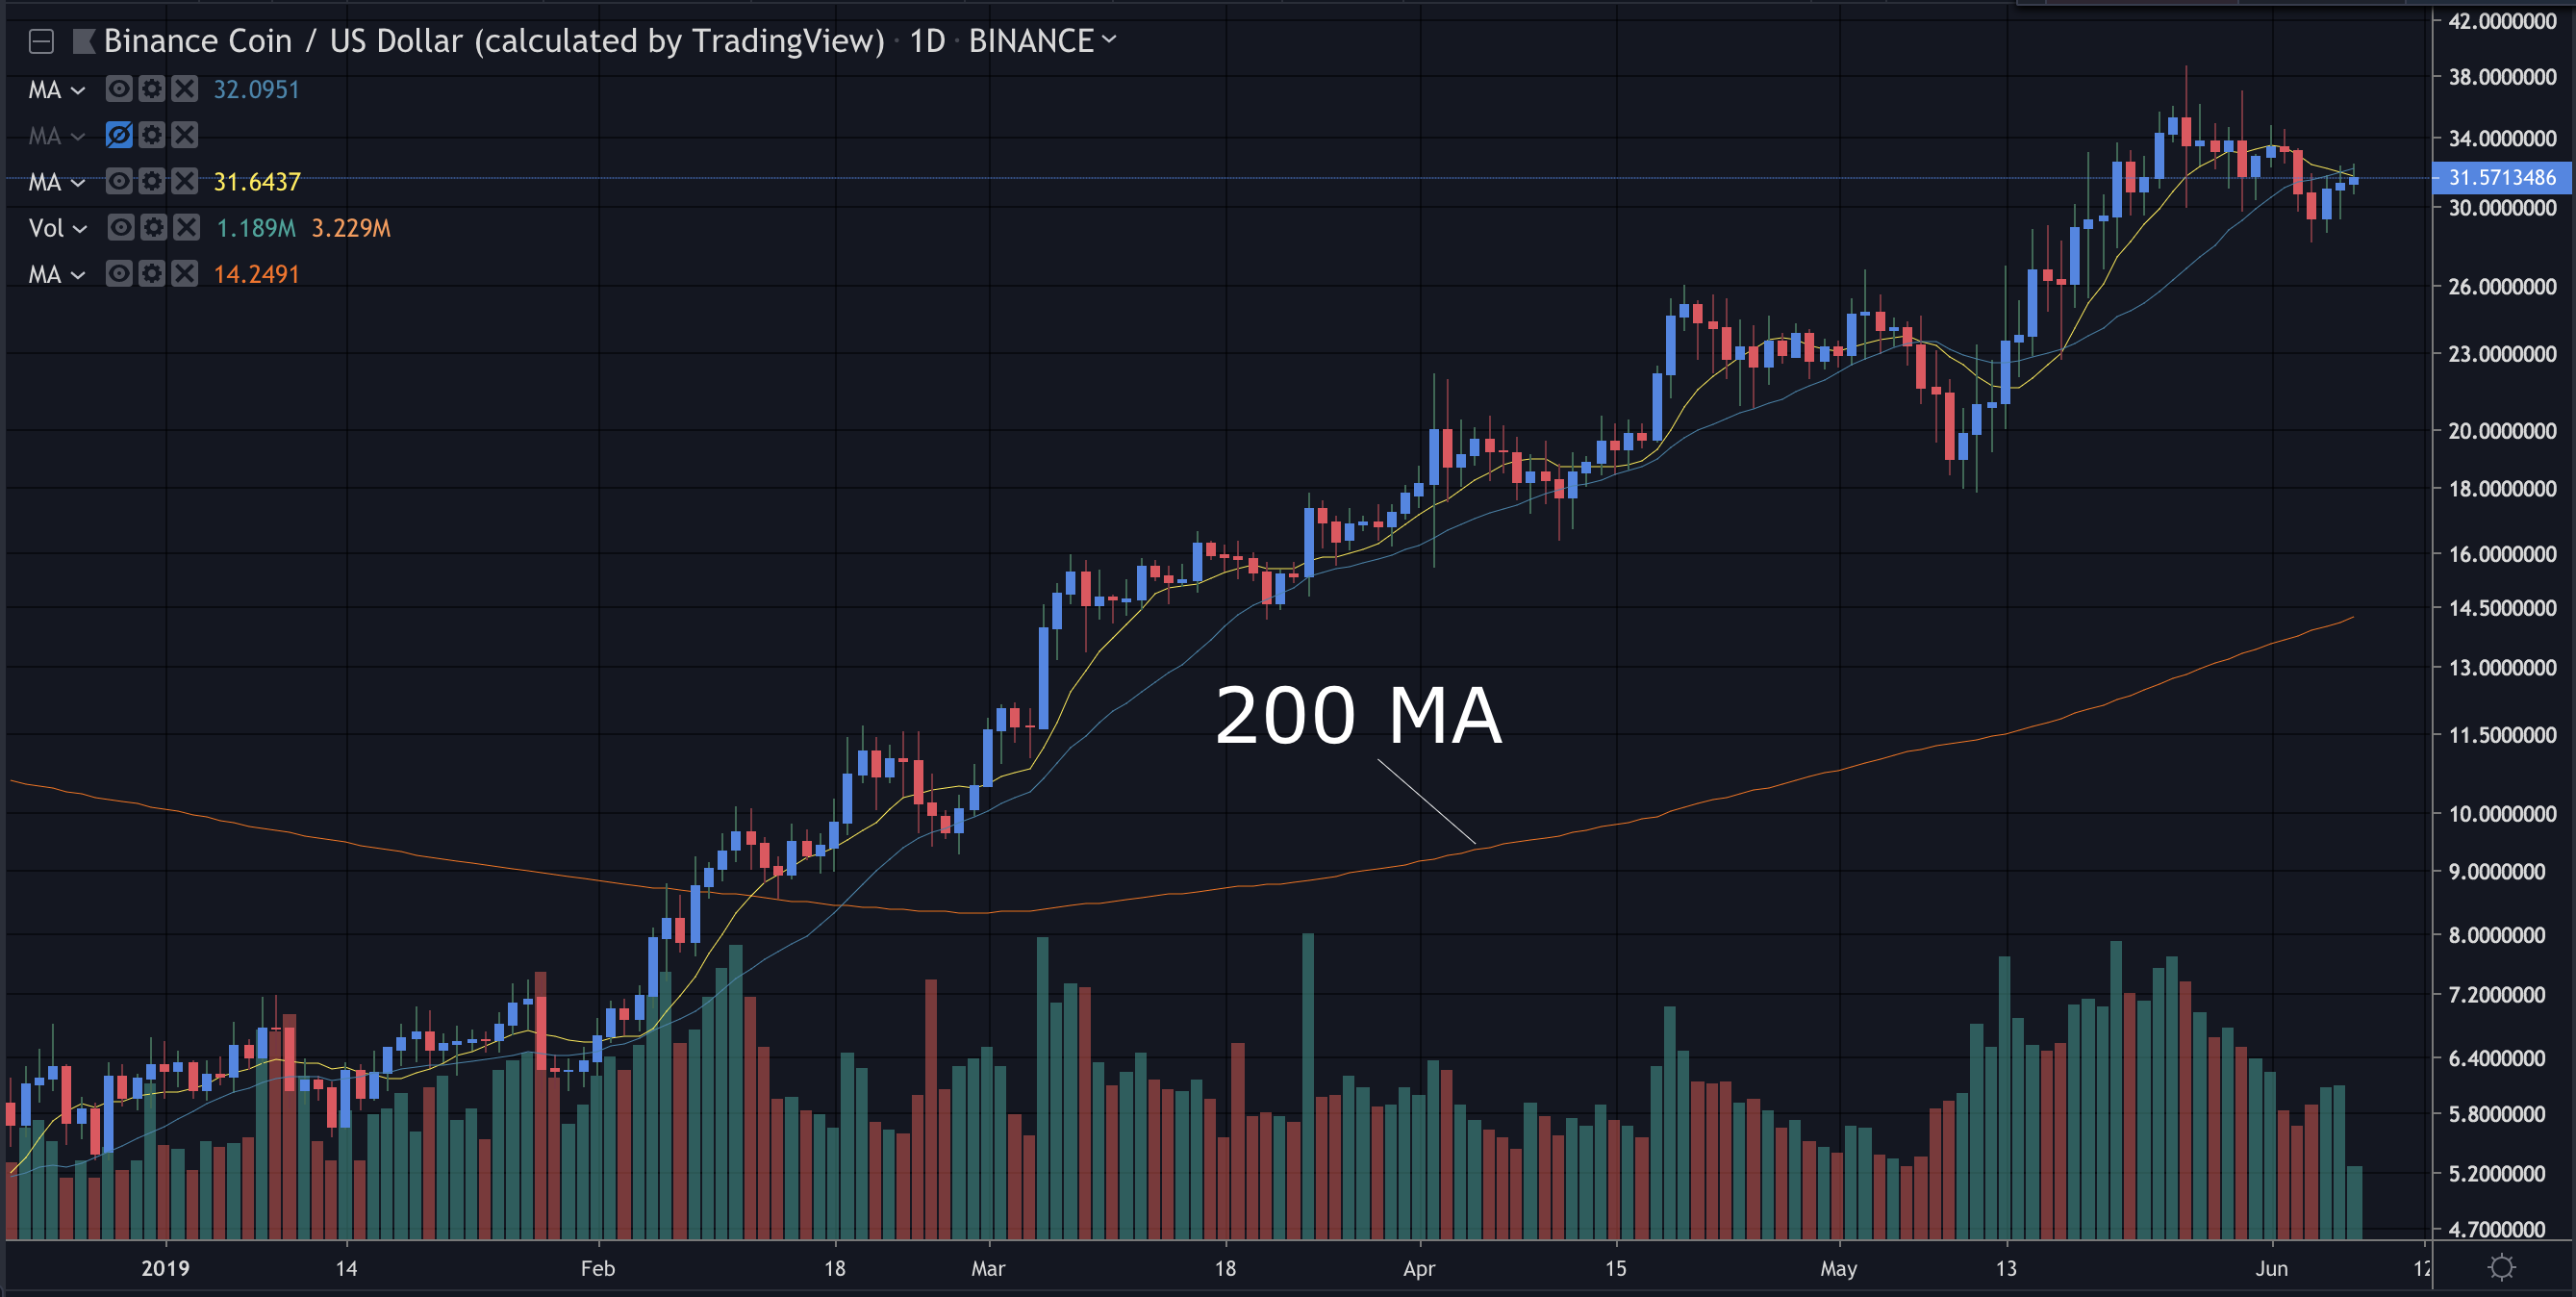 Binance Coin / US Dollar (calculated by TradingView) · 1D · BINANCE
MA 32.0951
MA
MA 31.6437
Vol 1.189M 3.229M
MA 14.2491
200 MA
42.0000000
38.0000000
34.0000000
31.5713486
30.0000000
26.0000000
23.0000000
20.0000000
18.0000000
16.0000000
14.5000000
13.0000000
11.5000000
10.0000000
9.0000000
8.0000000
7.2000000
6.4000000
5.8000000
5.2000000
4.7000000
2019 14 Feb 18 Mar 18 Apr 15 May 13 Jun 12